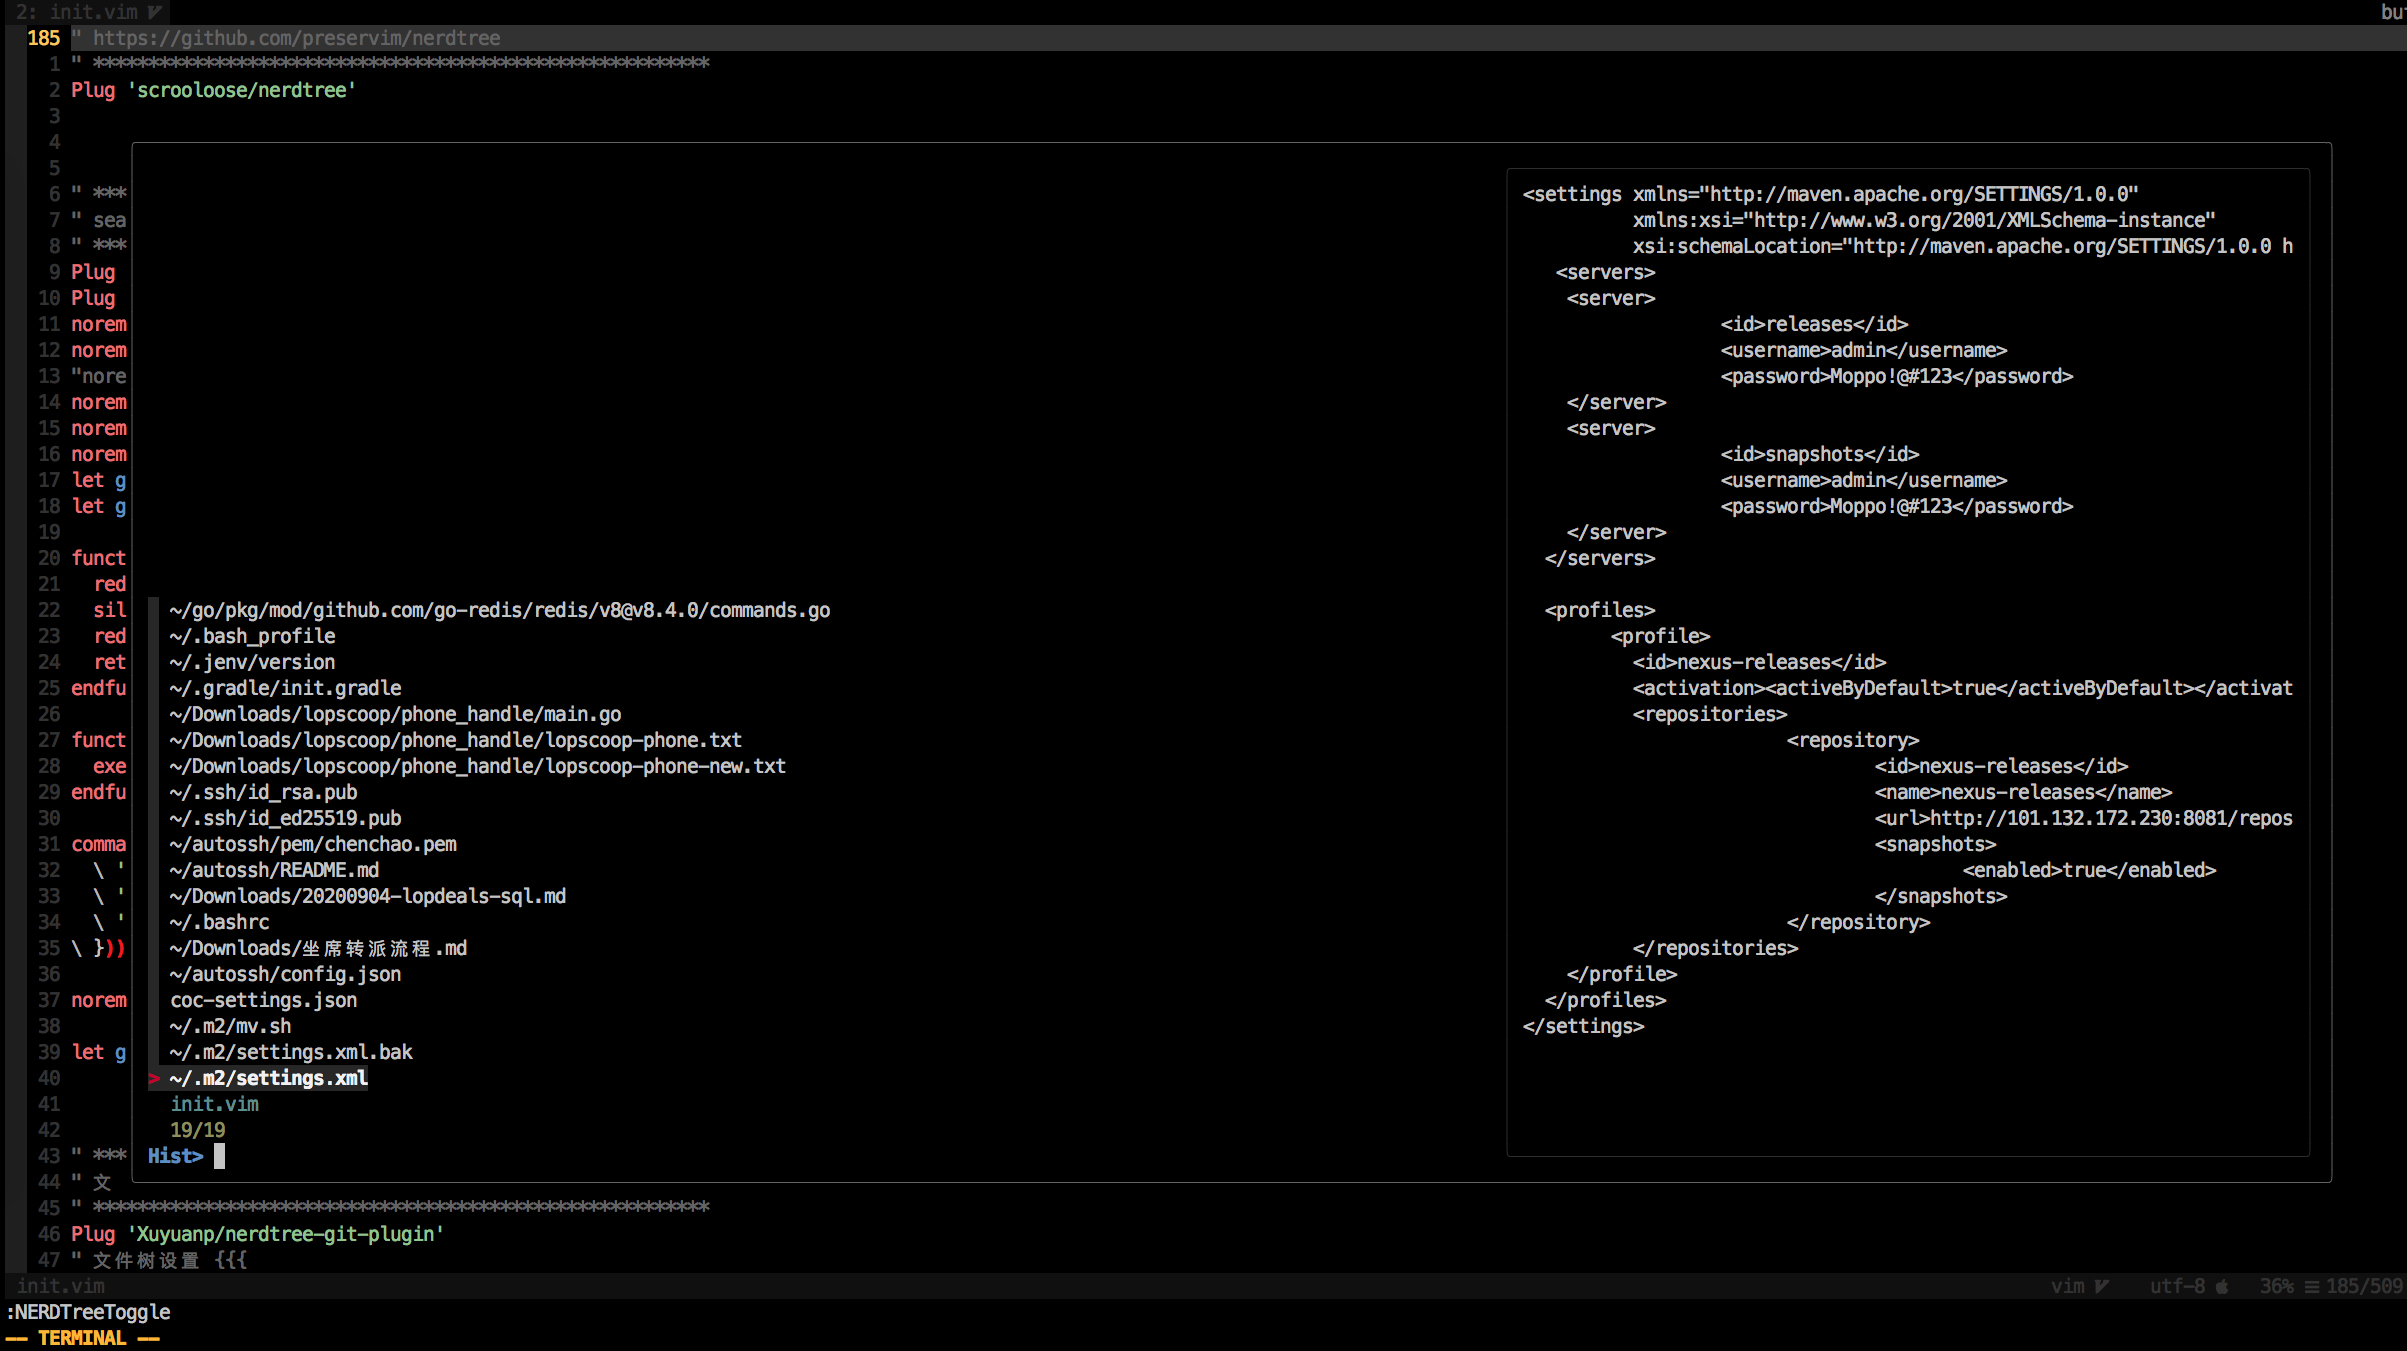 2: init.vim
bu
185 " https://github.com/preservim/nerdtree
1 " ********************************************************
2 Plug 'scrooloose/nerdtree'
3
4
5
6 " ***
7 " sea
8 " ***
9 Plug
10 Plug
11 norem
12 norem
13 "nore
14 norem
15 norem
16 norem
17 let g
18 let g
19
20 funct
21 red
22 sil
23 red
24 ret
25 endfu
26
27 funct
28 exe
29 endfu
30
31 comma
32 \ '
33 \ '
34 \ '
35 \ }))
36
37 norem
38
39 let g
40
41
42
43 " ***
44 " 文
45 " ********************************************************
46 Plug 'Xuyuanp/nerdtree-git-plugin'
47 " 文件树设置 {{{
~/go/pkg/mod/github.com/go-redis/redis/v8@v8.4.0/commands.go
~/.bash_profile
~/.jenv/version
~/.gradle/init.gradle
~/Downloads/lopscoop/phone_handle/main.go
~/Downloads/lopscoop/phone_handle/lopscoop-phone.txt
~/Downloads/lopscoop/phone_handle/lopscoop-phone-new.txt
~/.ssh/id_rsa.pub
~/.ssh/id_ed25519.pub
~/autossh/pem/chenchao.pem
~/autossh/README.md
~/Downloads/20200904-lopdeals-sql.md
~/.bashrc
~/Downloads/坐席转派流程.md
~/autossh/config.json
coc-settings.json
~/.m2/mv.sh
~/.m2/settings.xml.bak
> ~/.m2/settings.xml
init.vim
19/19
Hist>
<settings xmlns="http://maven.apache.org/SETTINGS/1.0.0"
xmlns:xsi="http://www.w3.org/2001/XMLSchema-instance"
xsi:schemaLocation="http://maven.apache.org/SETTINGS/1.0.0 h
<servers>
<server>
<id>releases</id>
<username>admin</username>
<password>Moppo!@#123</password>
</server>
<server>
<id>snapshots</id>
<username>admin</username>
<password>Moppo!@#123</password>
</server>
</servers>
<profiles>
<profile>
<id>nexus-releases</id>
<activation><activeByDefault>true</activeByDefault></activat
<repositories>
<repository>
<id>nexus-releases</id>
<name>nexus-releases</name>
<url>http://101.132.172.230:8081/repos
<snapshots>
<enabled>true</enabled>
</snapshots>
</repository>
</repositories>
</profile>
</profiles>
</settings>
init.vim
vim utf-8 36% ≡ 185/509
:NERDTreeToggle
-- TERMINAL --